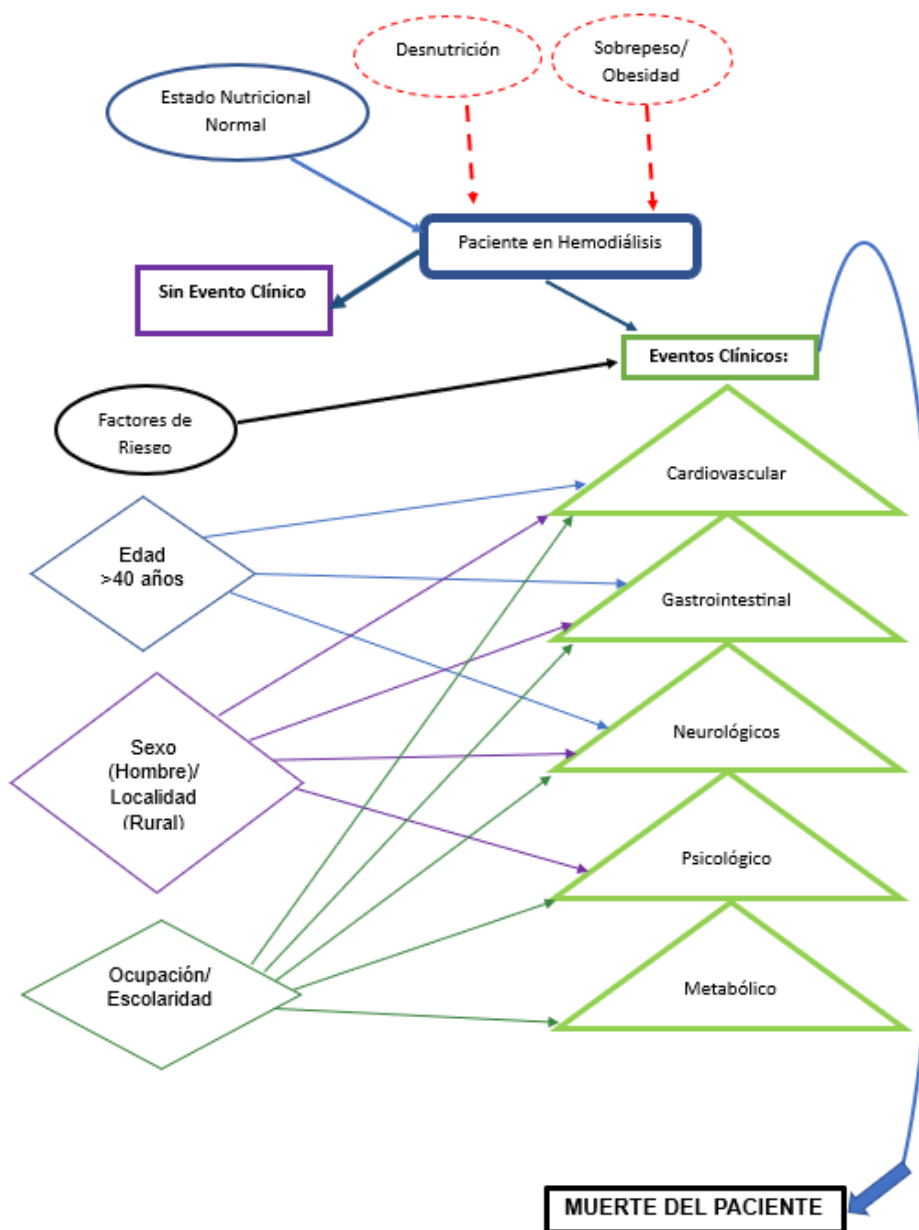 Desnutrición
Sobrepeso/
Obesidad
Estado Nutricional
Normal
Paciente en Hemodiálisis
Sin Evento Clínico
Eventos Clínicos:
Factores de
Riesgo
Cardiovascular
Edad
>40 años
Gastrointestinal
Neurológicos
Sexo
(Hombre)/
Localidad
(Rural)
Psicológico
Ocupación/
Escolaridad
Metabólico
MUERTE DEL PACIENTE